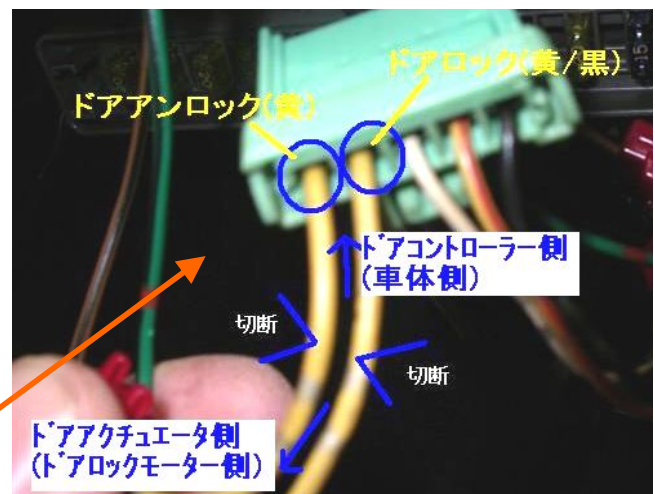 ドアロック(黄/黒)
ドアアンロック(黄)
ドアコントローラー側
(車体側)
切断
切断
ドアアクチュエータ側
(ドアロックモーター側)
15